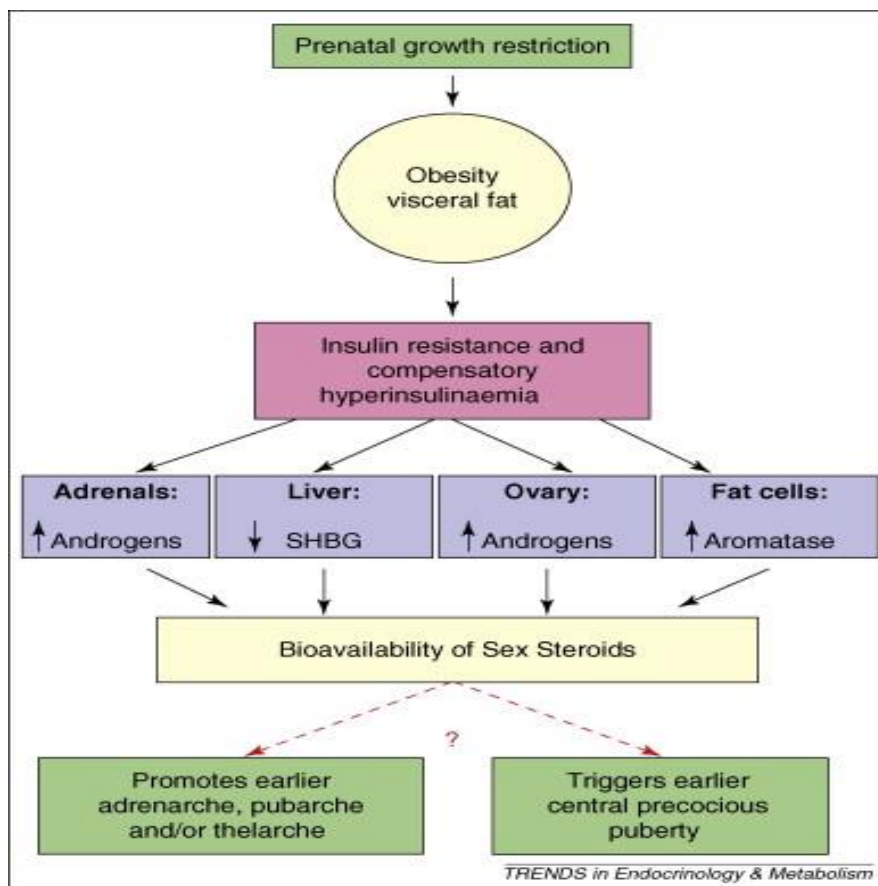 Prenatal growth restriction
Obesity
visceral fat
Insulin resistance and
compensatory
hyperinsulinaemia
Adrenals:
↑ Androgens
Liver:
↓ SHBG
Ovary:
↑ Androgens
Fat cells:
↑ Aromatase
Bioavailability of Sex Steroids
?
Promotes earlier
adrenarche, pubarche
and/or thelarche
Triggers earlier
central precocious
puberty
TRENDS in Endocrinology & Metabolism